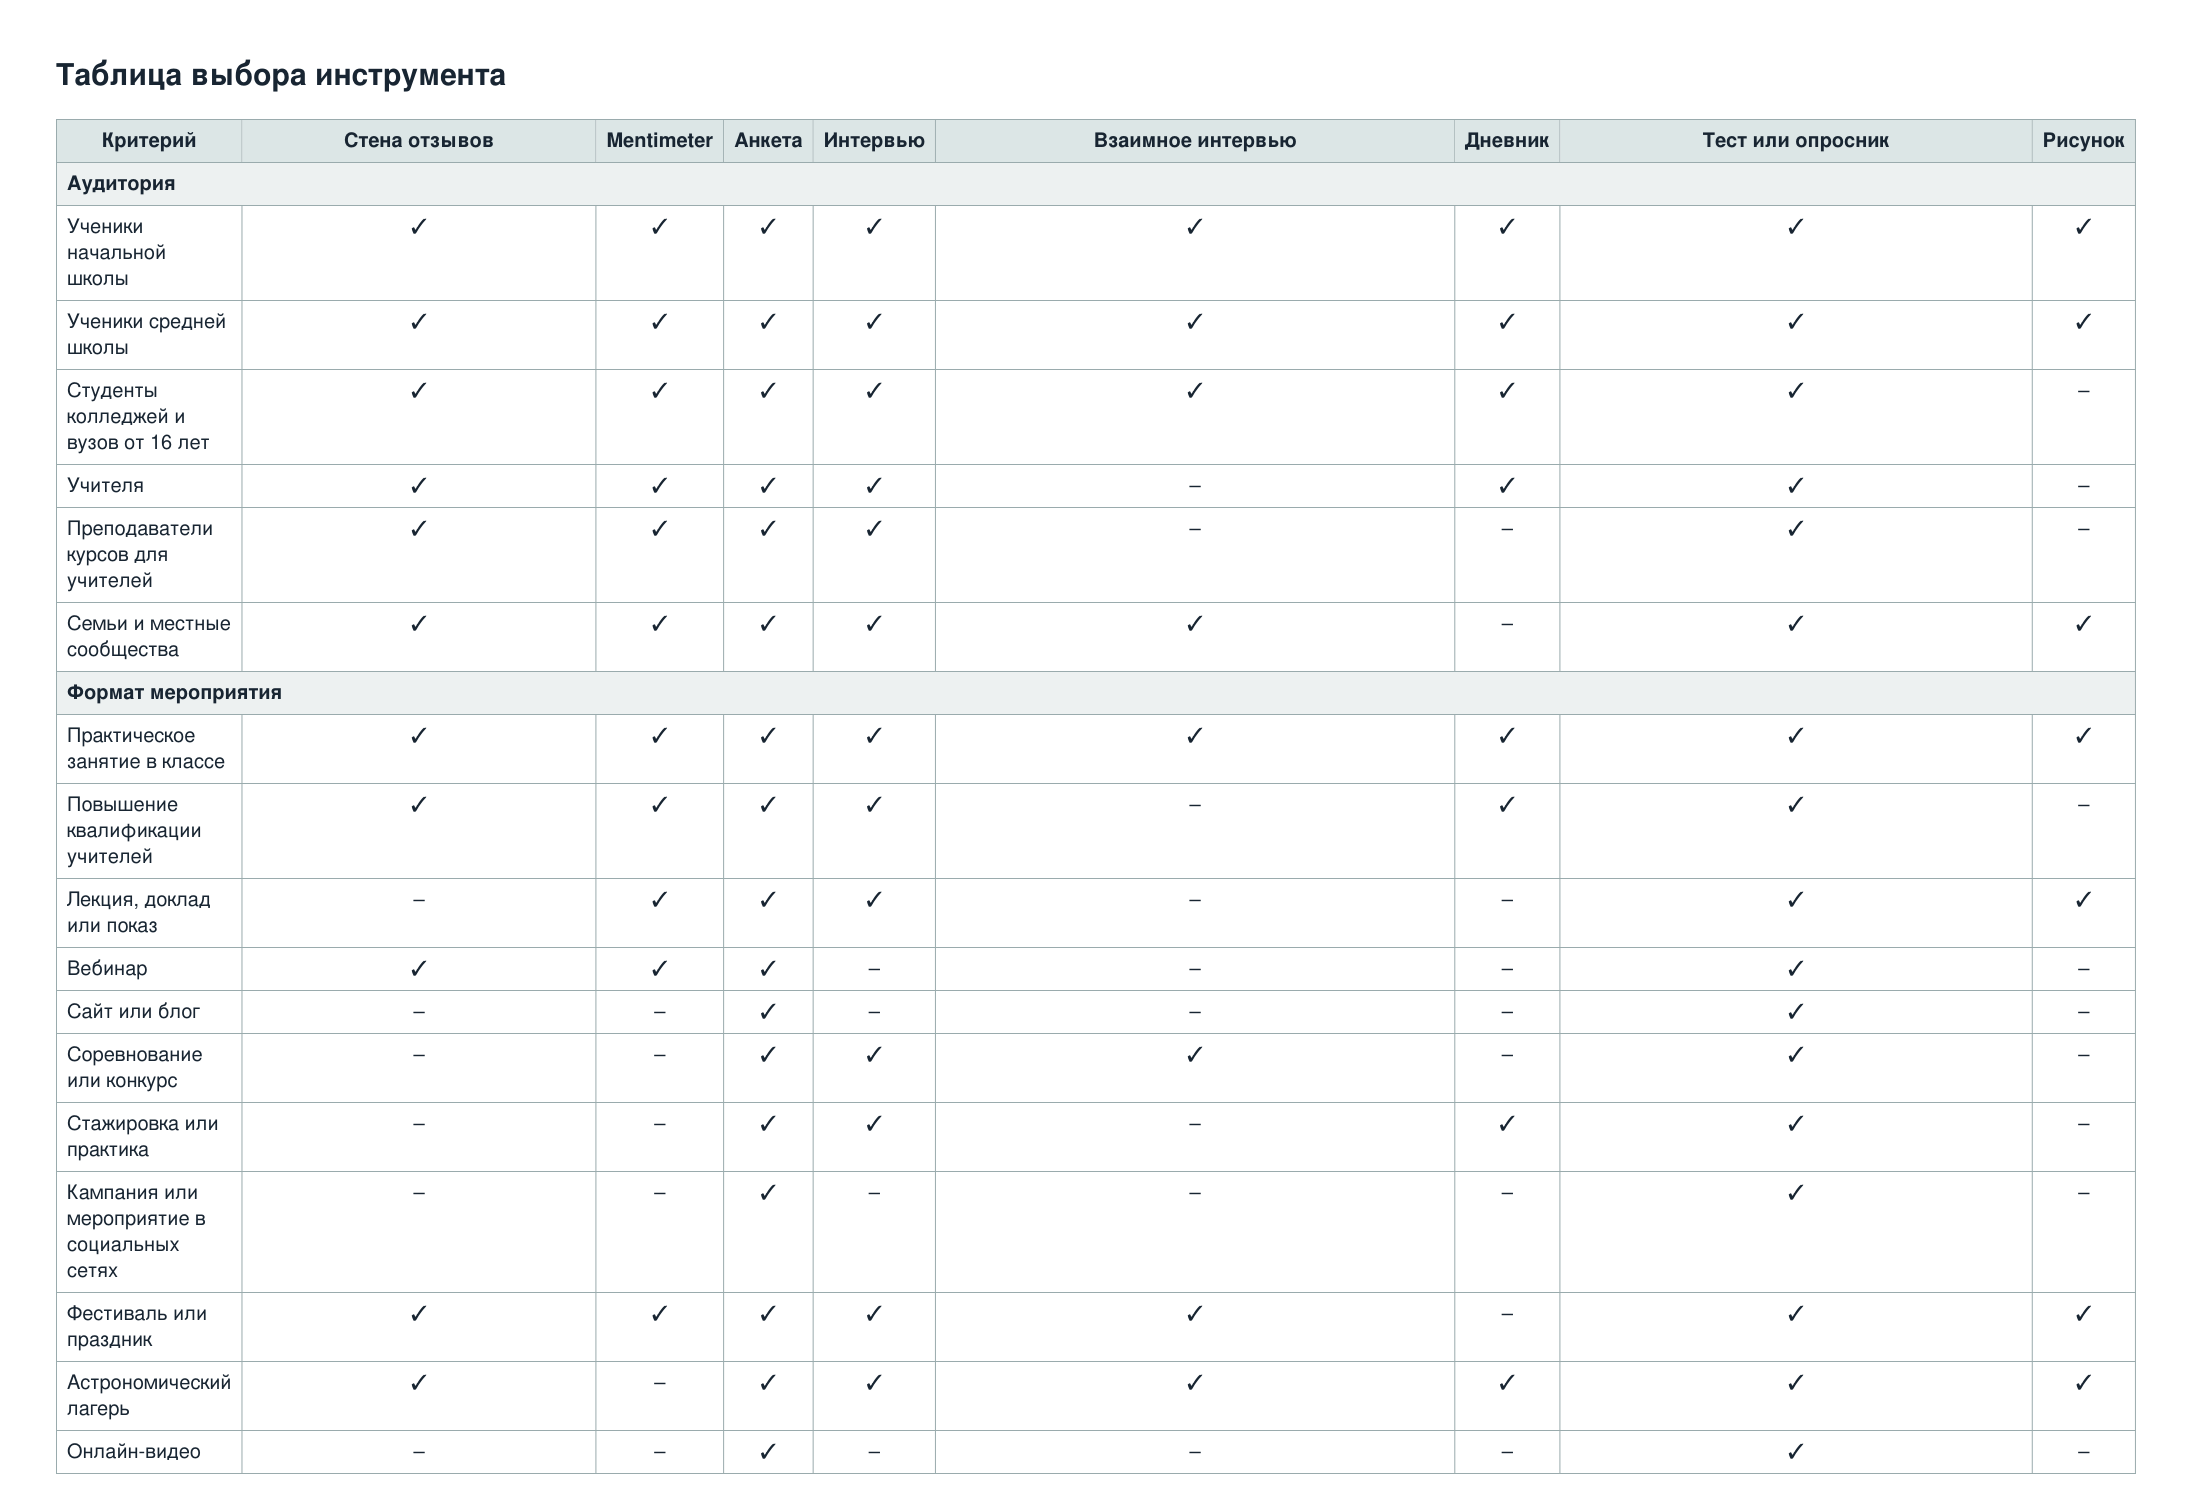 Таблица выбора инструмента
Критерий Стена отзывов Mentimeter Анкета Интервью Взаимное интервью Дневник Тест или опросник Рисунок
Аудитория
Ученики ✓ ✓ ✓ ✓ ✓ ✓ ✓ ✓
начальной
школы
Ученики средней ✓ ✓ ✓ ✓ ✓ ✓ ✓ ✓
школы
Студенты ✓ ✓ ✓ ✓ ✓ ✓ ✓ –
колледжей и
вузов от 16 лет
Учителя ✓ ✓ ✓ ✓ – ✓ ✓ –
Преподаватели ✓ ✓ ✓ ✓ – – ✓ –
курсов для
учителей
Семьи и местные ✓ ✓ ✓ ✓ ✓ – ✓ ✓
сообщества
Формат мероприятия
Практическое ✓ ✓ ✓ ✓ ✓ ✓ ✓ ✓
занятие в классе
Повышение ✓ ✓ ✓ ✓ – ✓ ✓ –
квалификации
учителей
Лекция, доклад – ✓ ✓ ✓ – – ✓ ✓
или показ
Вебинар ✓ ✓ ✓ – – – ✓ –
Сайт или блог – – ✓ – – – ✓ –
Соревнование – – ✓ ✓ ✓ – ✓ –
или конкурс
Стажировка или – – ✓ ✓ – ✓ ✓ –
практика
Кампания или – – ✓ – – – ✓ –
мероприятие в
социальных
сетях
Фестиваль или ✓ ✓ ✓ ✓ ✓ – ✓ ✓
праздник
Астрономический ✓ – ✓ ✓ ✓ ✓ ✓ ✓
лагерь
Онлайн-видео – – ✓ – – – ✓ –